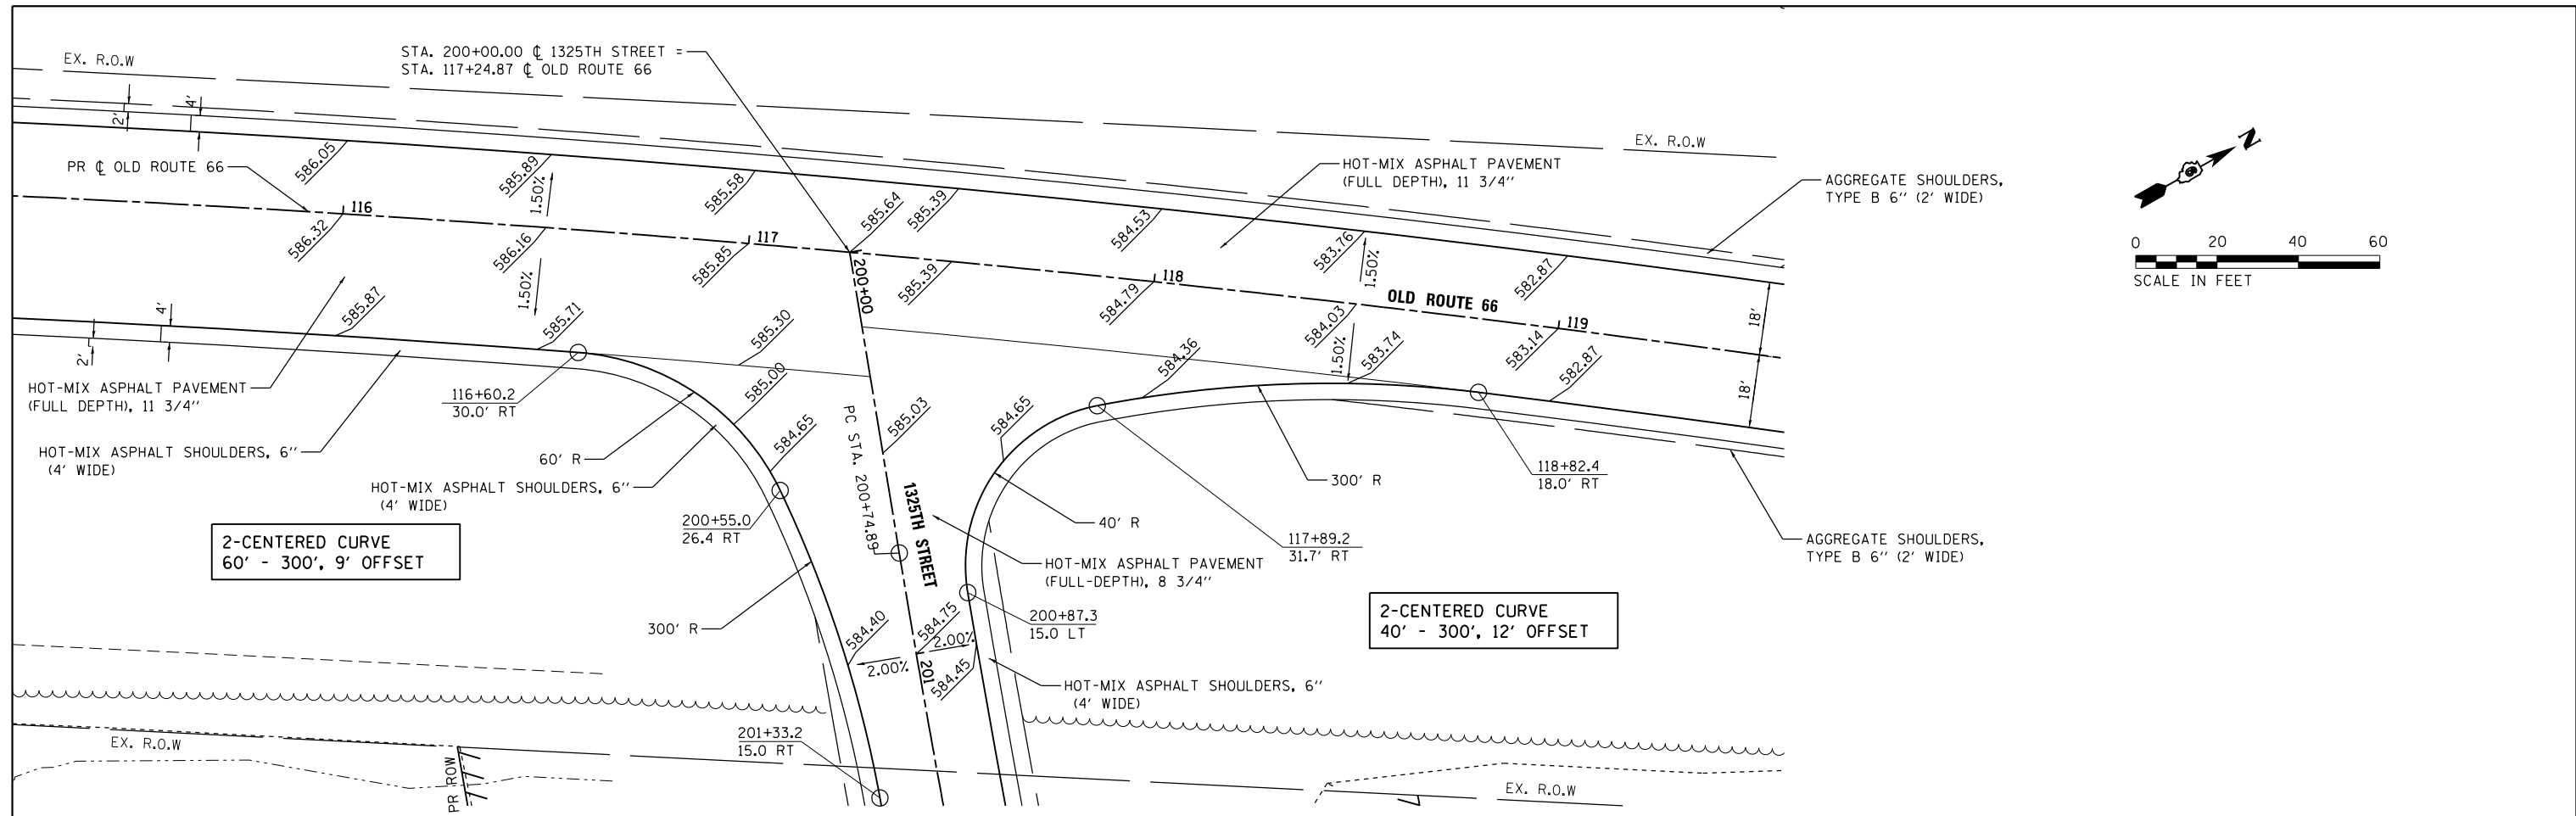 STA. 200+00.00 ℄ 1325TH STREET =
STA. 117+24.87 ℄ OLD ROUTE 66
EX. R.O.W
2'
4'
PR ℄ OLD ROUTE 66
116
586.05
586.32
585.89
1.50%
586.16
1.50%
585.58
585.85
117
585.64
585.39
200+00
585.39
584.53
584.79
118
HOT-MIX ASPHALT PAVEMENT
(FULL DEPTH), 11 3/4"
EX. R.O.W
583.76
1.50%
584.03
1.50%
OLD ROUTE 66
582.87
583.14
119
18'
18'
AGGREGATE SHOULDERS,
TYPE B 6" (2' WIDE)
N
0 20 40 60
SCALE IN FEET
2'
4'
585.87
585.71
585.30
585.00
584.65
HOT-MIX ASPHALT PAVEMENT
(FULL DEPTH), 11 3/4"
116+60.2
30.0' RT
HOT-MIX ASPHALT SHOULDERS, 6"
(4' WIDE)
60' R
HOT-MIX ASPHALT SHOULDERS, 6"
(4' WIDE)
2-CENTERED CURVE
60' - 300', 9' OFFSET
200+55.0
26.4 RT
PC STA. 200+74.89
585.03
1325TH STREET
584.65
584.36
583.74
582.87
300' R
118+82.4
18.0' RT
40' R
117+89.2
31.7' RT
HOT-MIX ASPHALT PAVEMENT
(FULL-DEPTH), 8 3/4"
AGGREGATE SHOULDERS,
TYPE B 6" (2' WIDE)
200+87.3
15.0 LT
2-CENTERED CURVE
40' - 300', 12' OFFSET
300' R
584.40
2.00%
584.75
2.00%
201
584.45
HOT-MIX ASPHALT SHOULDERS, 6"
(4' WIDE)
201+33.2
15.0 RT
EX. R.O.W
PR ROW
EX. R.O.W